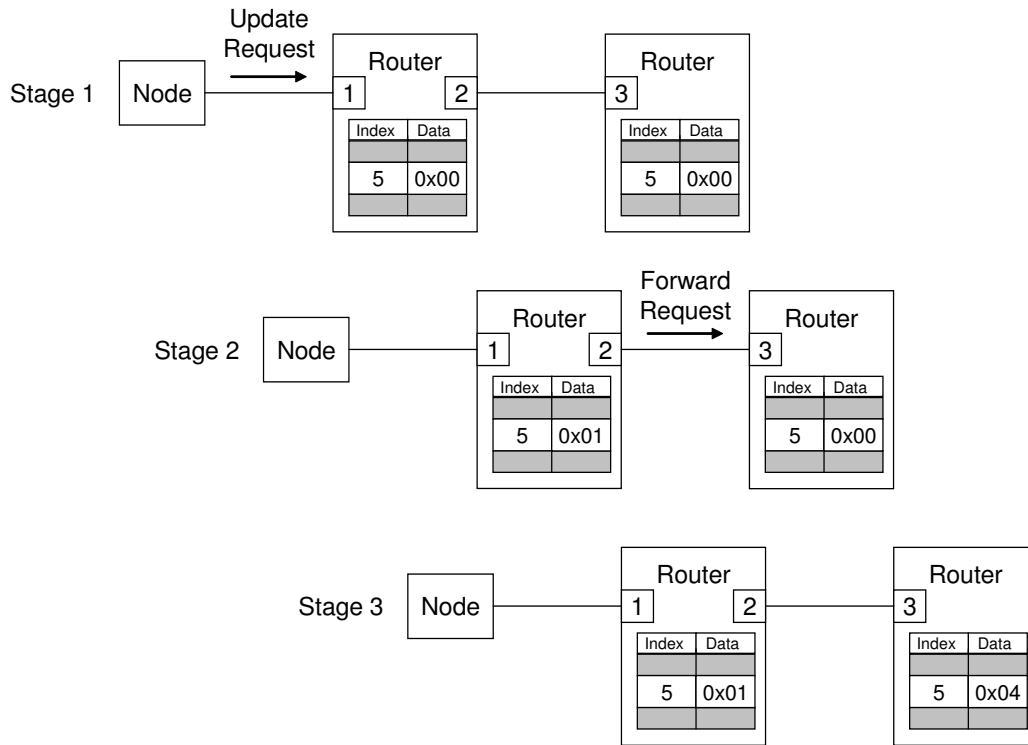 Update
Request
Router
Router
Stage 1
Node
1
2
3
Index Data
5 0x00
Index Data
5 0x00
Forward
Request
Router
Router
Stage 2
Node
1
2
3
Index Data
5 0x01
Index Data
5 0x00
Router
Router
Stage 3
Node
1
2
3
Index Data
5 0x01
Index Data
5 0x04